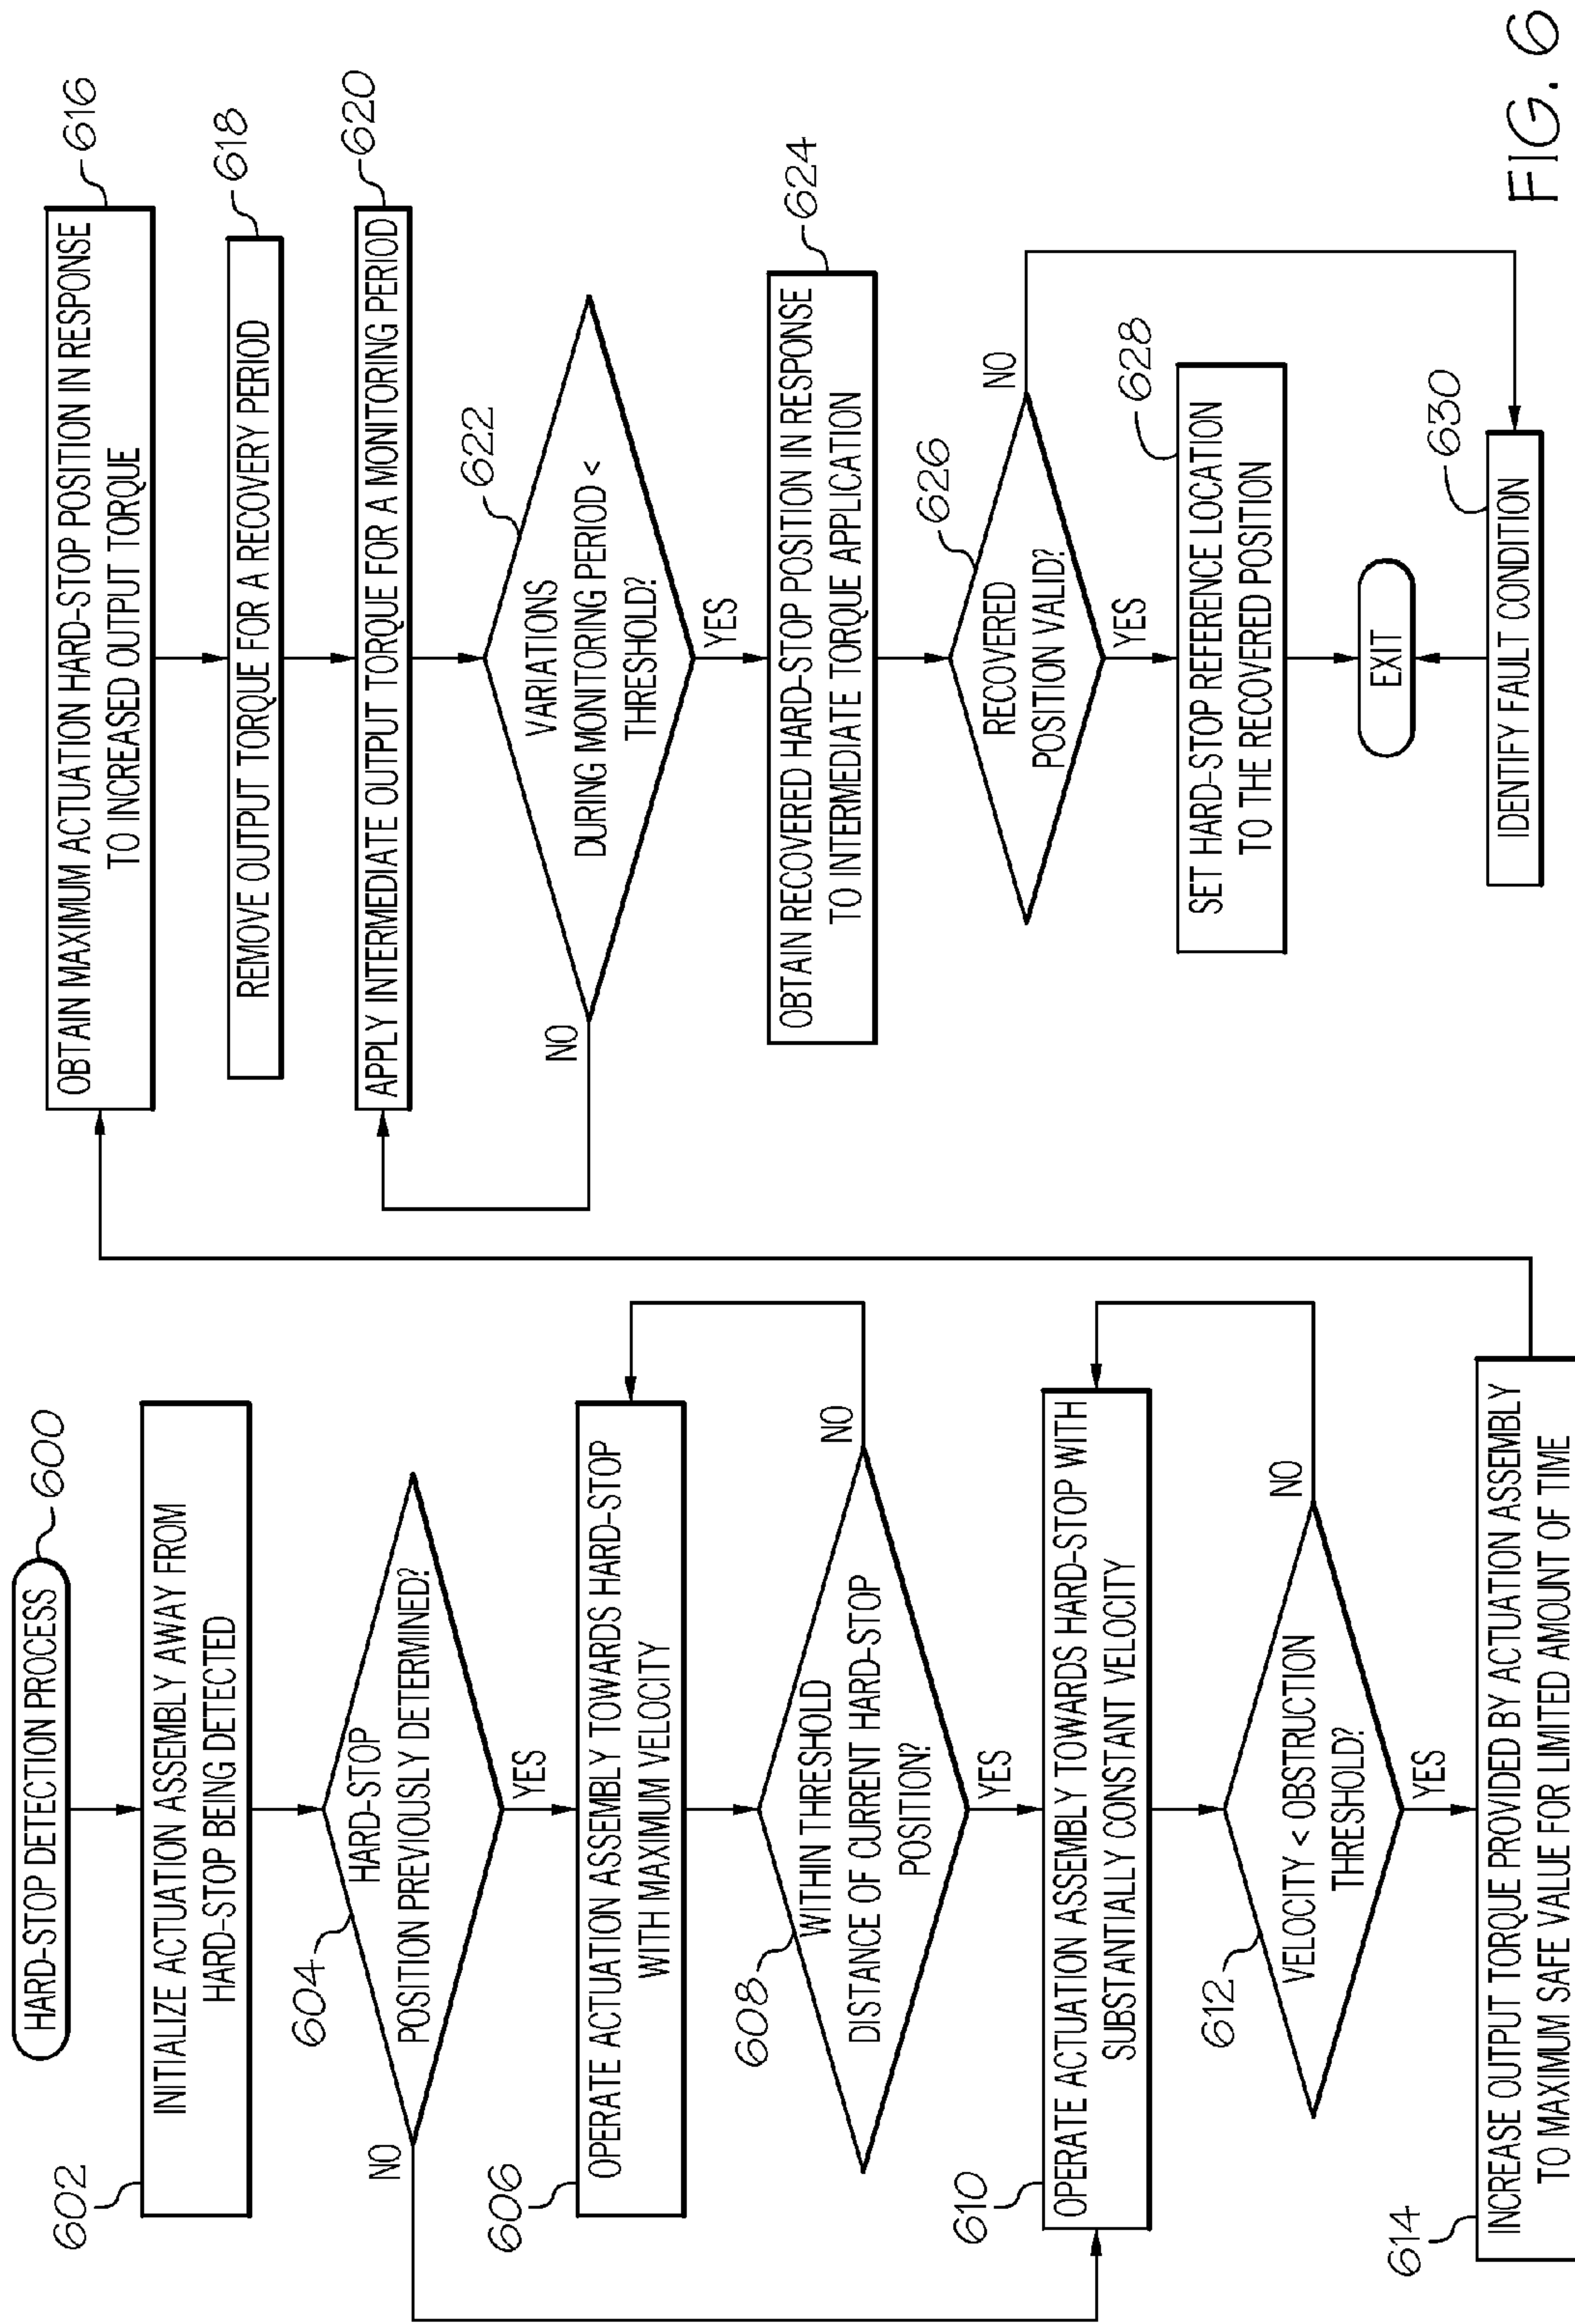 HARD-STOP DETECTION PROCESS
600
602
INITIALIZE ACTUATION ASSEMBLY AWAY FROM
HARD-STOP BEING DETECTED
604
HARD-STOP
POSITION PREVIOUSLY DETERMINED?
NO
YES
606
OPERATE ACTUATION ASSEMBLY TOWARDS HARD-STOP
WITH MAXIMUM VELOCITY
608
WITHIN THRESHOLD
DISTANCE OF CURRENT HARD-STOP
POSITION?
NO
YES
610
OPERATE ACTUATION ASSEMBLY TOWARDS HARD-STOP WITH
SUBSTANTIALLY CONSTANT VELOCITY
612
VELOCITY < OBSTRUCTION
THRESHOLD?
NO
YES
614
INCREASE OUTPUT TORQUE PROVIDED BY ACTUATION ASSEMBLY
TO MAXIMUM SAFE VALUE FOR LIMITED AMOUNT OF TIME
616
OBTAIN MAXIMUM ACTUATION HARD-STOP POSITION IN RESPONSE
TO INCREASED OUTPUT TORQUE
618
REMOVE OUTPUT TORQUE FOR A RECOVERY PERIOD
620
APPLY INTERMEDIATE OUTPUT TORQUE FOR A MONITORING PERIOD
622
VARIATIONS
DURING MONITORING PERIOD <
THRESHOLD?
NO
YES
624
OBTAIN RECOVERED HARD-STOP POSITION IN RESPONSE
TO INTERMEDIATE TORQUE APPLICATION
626
RECOVERED
POSITION VALID?
NO
YES
628
SET HARD-STOP REFERENCE LOCATION
TO THE RECOVERED POSITION
EXIT
630
IDENTIFY FAULT CONDITION
FIG. 6